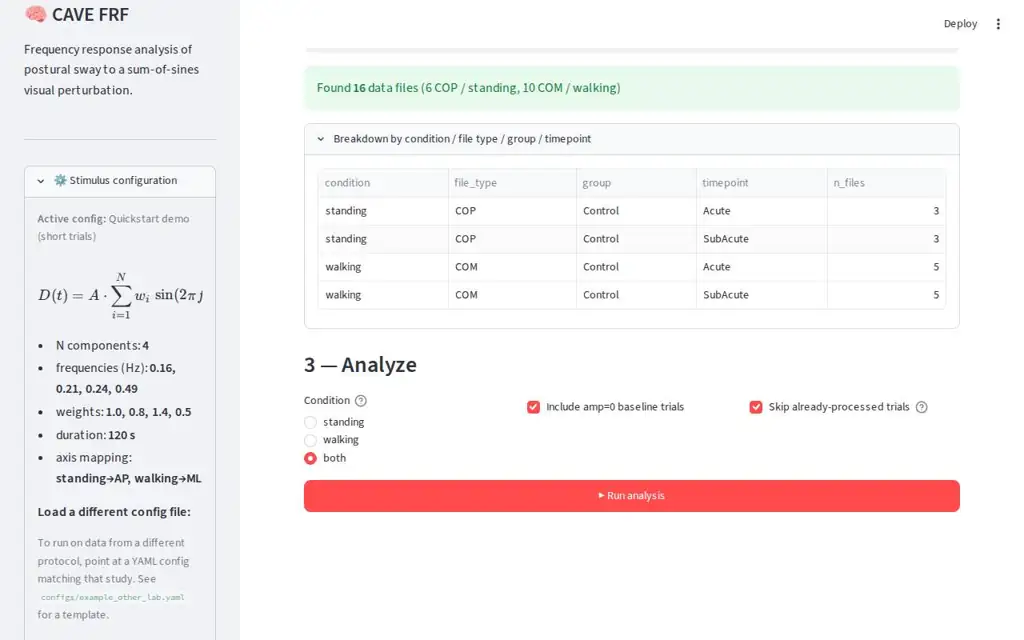 🧠 CAVE FRF
Frequency response analysis of
postural sway to a sum-of-sines
visual perturbation.
⚙️ Stimulus configuration
Active config: Quickstart demo
(short trials)
D(t) = A · ∑_{i=1}^{N} w_i sin(2πf
• N components: 4
• frequencies (Hz): 0.16,
0.21, 0.24, 0.49
• weights: 1.0, 0.8, 1.4, 0.5
• duration: 120 s
• axis mapping:
standing→AP, walking→ML
Load a different config file:
To run on data from a different
protocol, point at a YAML config
matching that study. See
configs/example_other_lab.yaml
for a template.
Deploy
Found 16 data files (6 COP / standing, 10 COM / walking)
Breakdown by condition / file type / group / timepoint
condition file_type group timepoint n_files
standing COP Control Acute 3
standing COP Control SubAcute 3
walking COM Control Acute 5
walking COM Control SubAcute 5
3 — Analyze
Condition
Include amp=0 baseline trials
Skip already-processed trials
standing
walking
both
▶ Run analysis